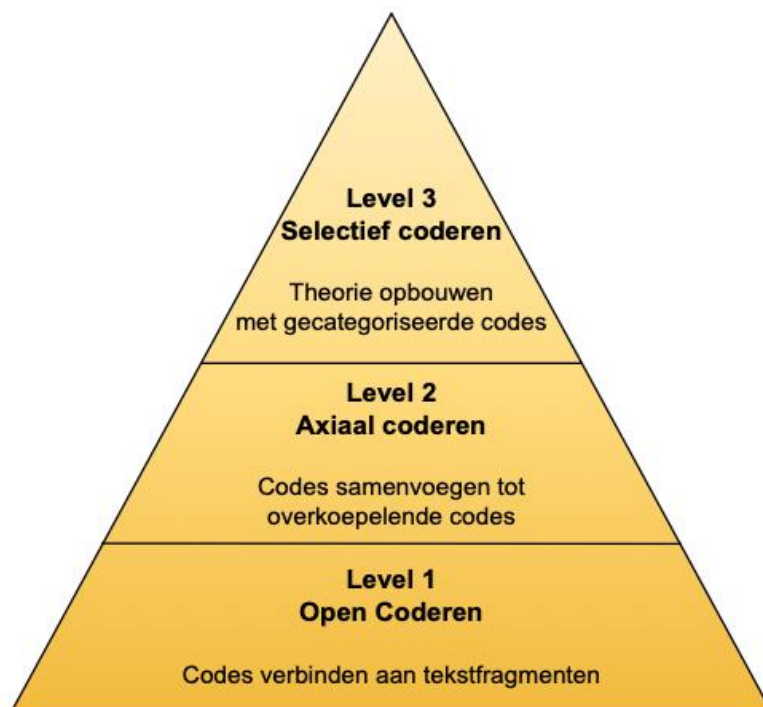 Level 3
Selectief coderen
Theorie opbouwen
met gecategoriseerde codes
Level 2
Axiaal coderen
Codes samenvoegen tot
overkoepelende codes
Level 1
Open Coderen
Codes verbinden aan tekstfragmenten